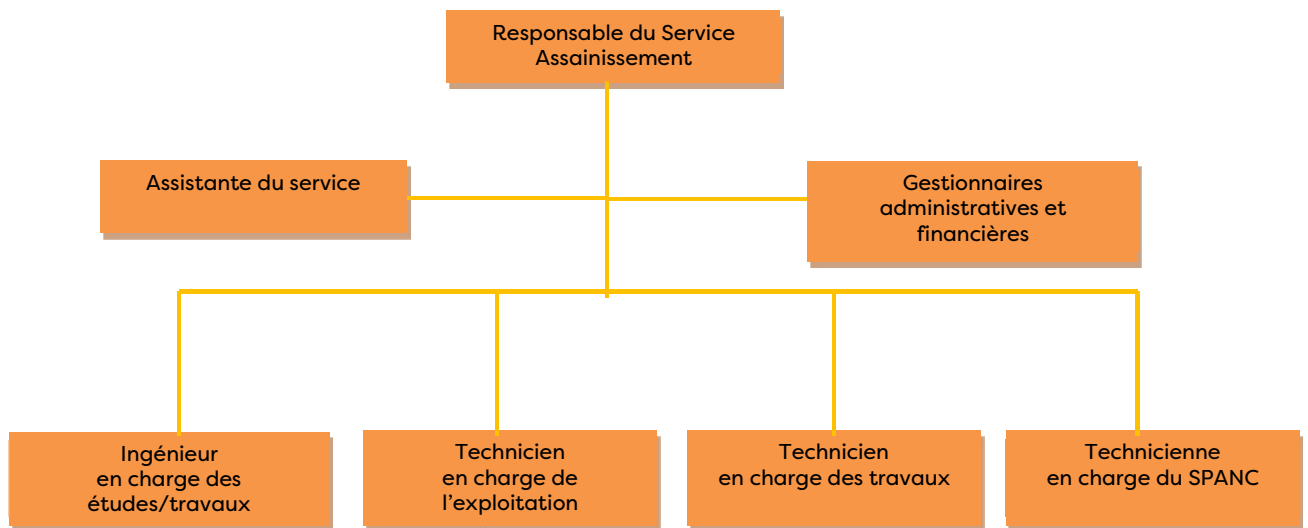 Responsable du Service
Assainissement
Assistante du service
Gestionnaires
administratives et
financières
Ingénieur
en charge des
études/travaux
Technicien
en charge de
l'exploitation
Technicien
en charge des travaux
Technicienne
en charge du SPANC